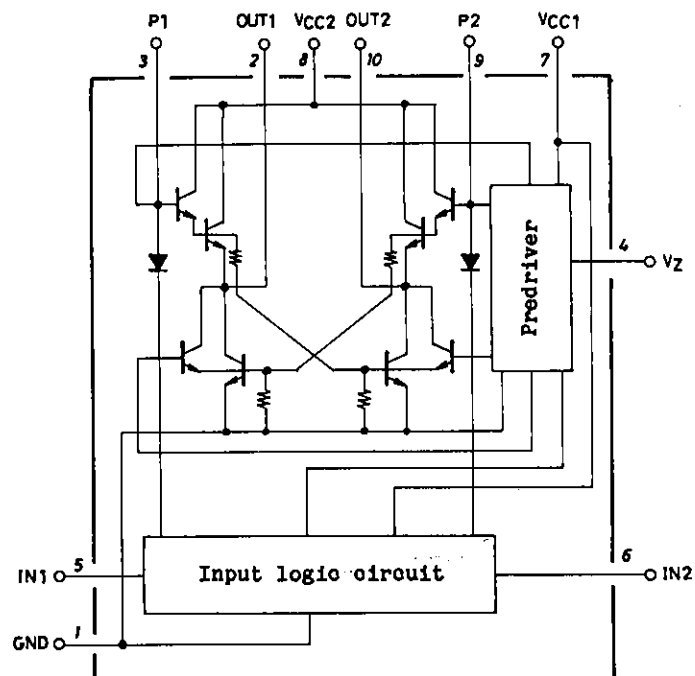 P1 OUT1 VCC2 OUT2 P2 VCC1
3 2 8 10 9 7
4
VZ
Predriver
5 6
IN1 Input logic circuit IN2
1
GND